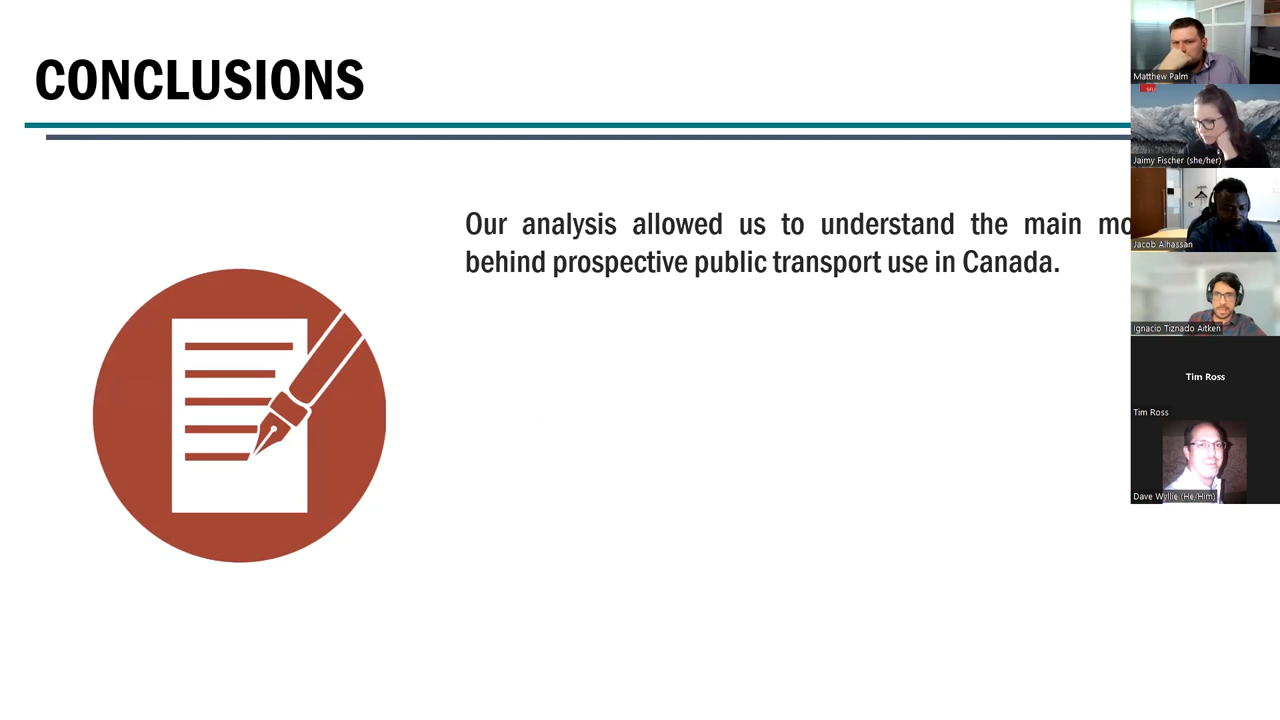 CONCLUSIONS
Our analysis allowed us to understand the main mo
behind prospective public transport use in Canada.
Matthew Palm
SFU
Jaimy Fischer (she/her)
Jacob Alhassan
Ignacio Tiznado Aitken
Tim Ross
Tim Ross
Dave Wyllie (He/Him)